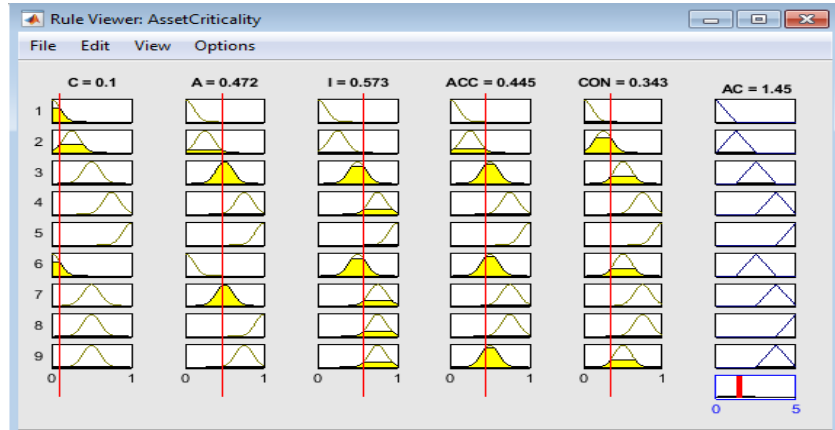 Rule Viewer: AssetCriticality
File Edit View Options
C = 0.1 A = 0.472 I = 0.573 ACC = 0.445 CON = 0.343 AC = 1.45
1
2
3
4
5
6
7
8
9
0 1 0 1 0 1 0 1 0 1
0 5